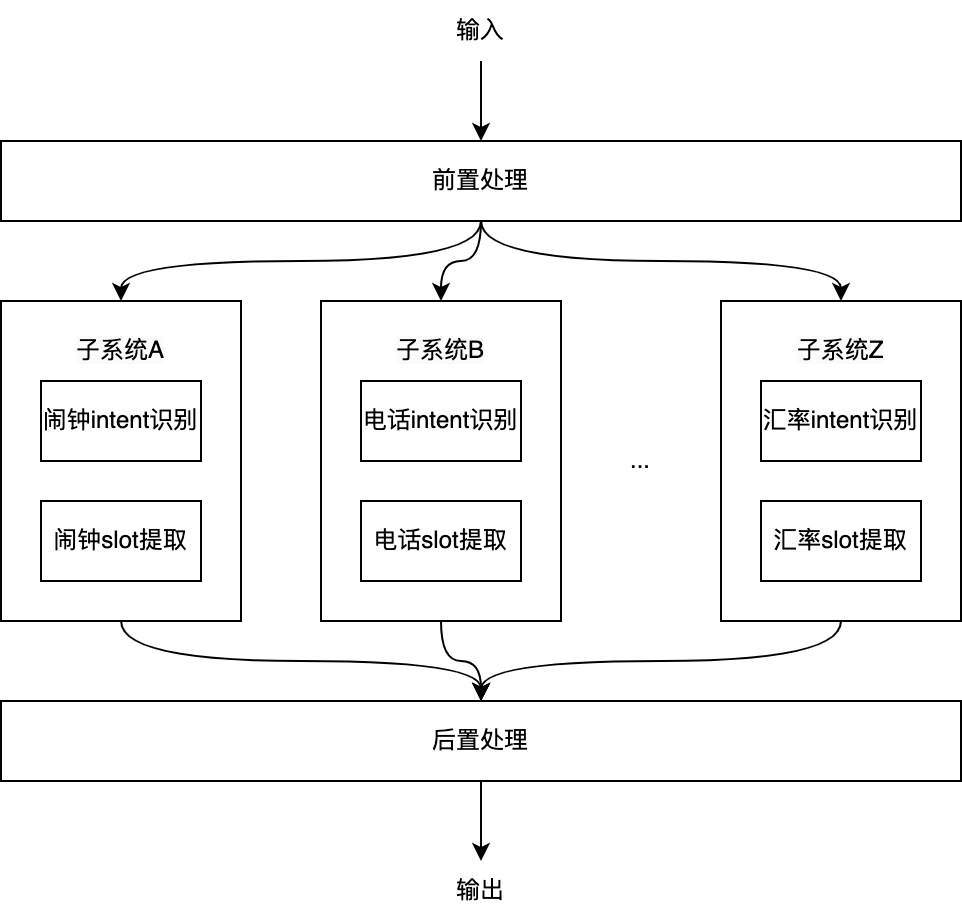 输入
前置处理
子系统A
闹钟intent识别
闹钟slot提取
子系统B
电话intent识别
电话slot提取
...
子系统Z
汇率intent识别
汇率slot提取
后置处理
输出